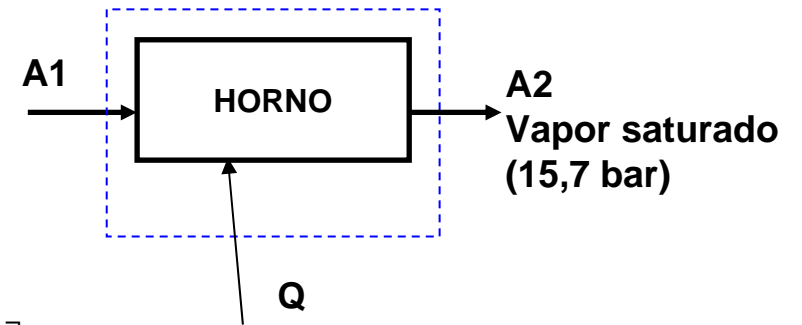 A1
HORNO
A2
Vapor saturado
(15,7 bar)
Q